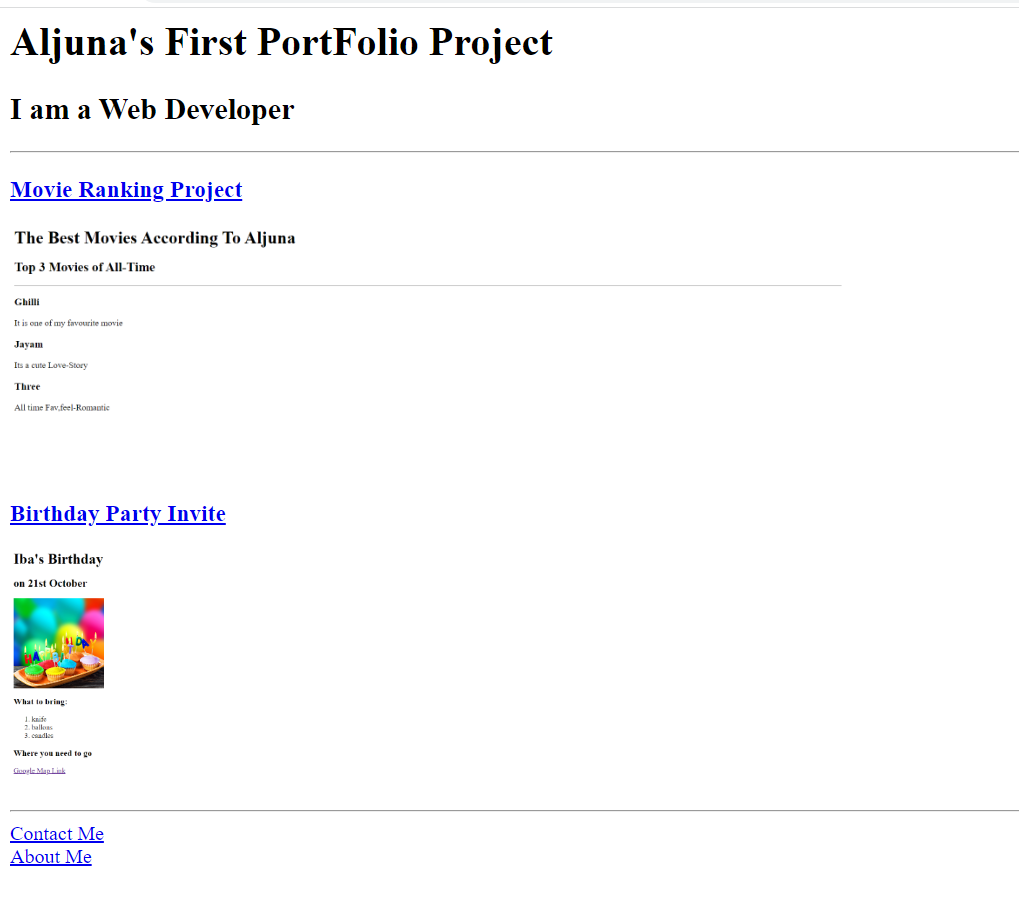 Aljuna's First PortFolio Project
I am a Web Developer
Movie Ranking Project
The Best Movies According To Aljuna
Top 3 Movies of All-Time
Ghilli
It is one of my favourite movie
Jayam
Its a cute Love-Story
Three
All time Fav,feel-Romantic
Birthday Party Invite
Iba's Birthday
on 21st October
What to bring:
1. knife
2. ballons
3. candles
Where you need to go
Google Map Link
Contact Me
About Me